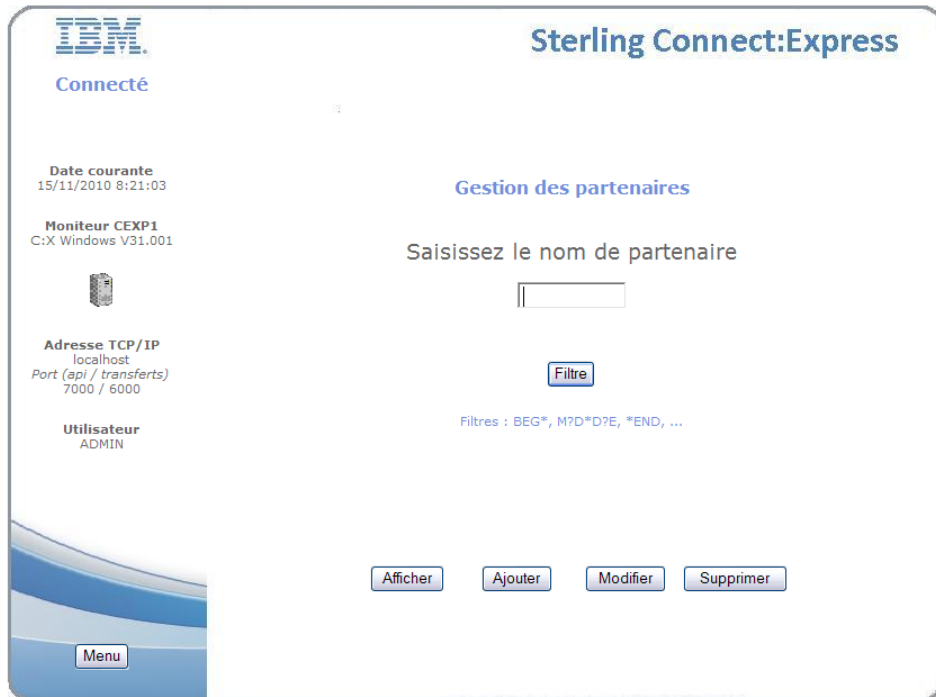 IBM.
Sterling Connect:Express
Connecté
Date courante
15/11/2010 8:21:03
Moniteur CEXP1
C:X Windows V31.001
Adresse TCP/IP
localhost
Port (api / transferts)
7000 / 6000
Utilisateur
ADMIN
Menu
Gestion des partenaires
Saisissez le nom de partenaire
Filtre
Filtres : BEG*, M?D*D?E, *END, ...
Afficher Ajouter Modifier Supprimer